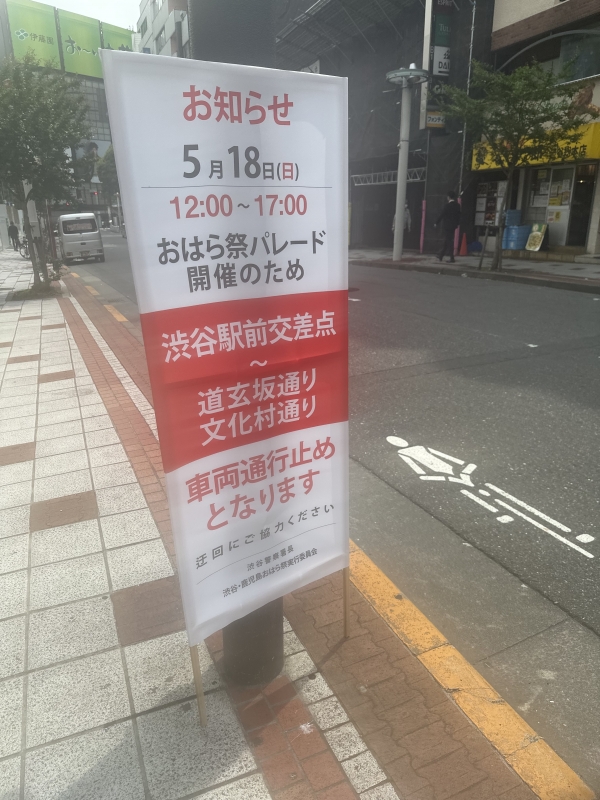 お知らせ
5月18日(日)
12:00～17:00
おはら祭パレード
開催のため
渋谷駅前交差点
～
道玄坂通り
文化村通り
車両通行止め
となります
迂回にご協力ください
渋谷警察署長
渋谷・鹿児島おはら祭実行委員会
伊藤園